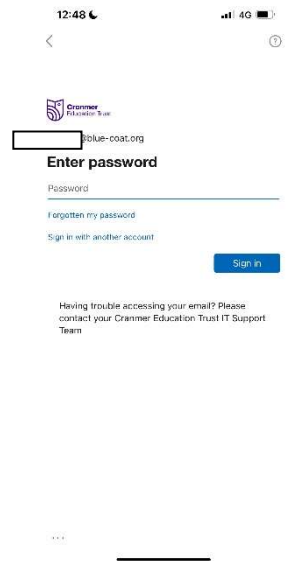 12:48
4G
Cranmer
Education Trust
@blue-coat.org
Enter password
Password
Forgotten my password
Sign in with another account
Sign in
Having trouble accessing your email? Please
contact your Cranmer Education Trust IT Support
Team